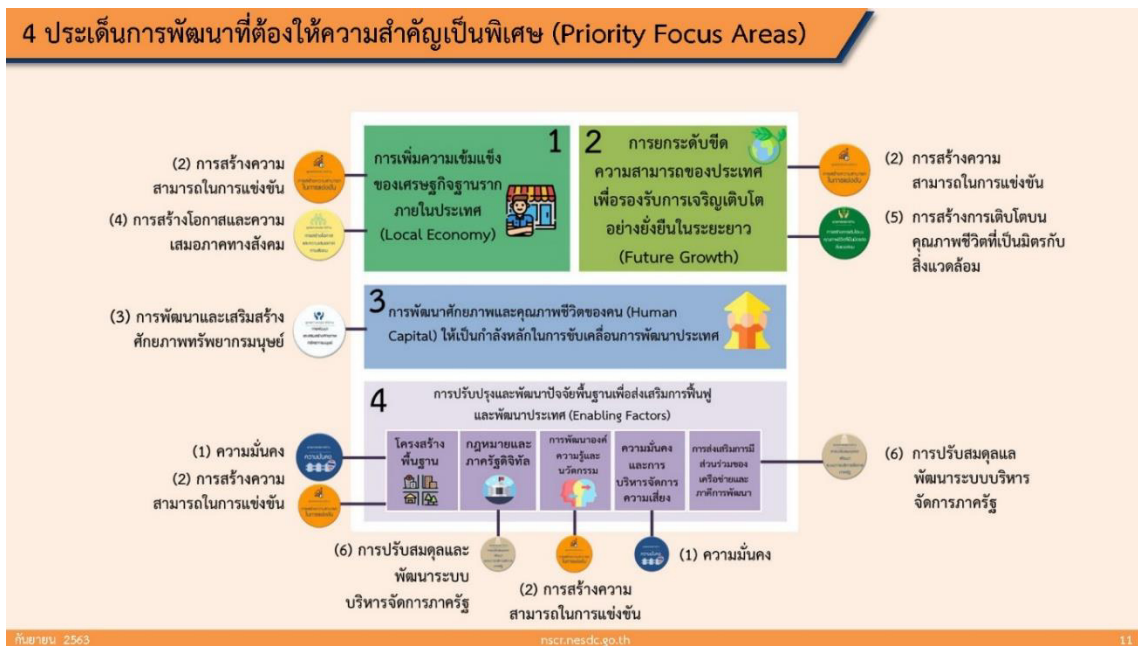 4 ประเด็นการพัฒนาที่ต้องให้ความสำคัญเป็นพิเศษ (Priority Focus Areas)
(2) การสร้างความ
สามารถในการแข่งขัน
(4) การสร้างโอกาสและความ
เสมอภาคทางสังคม
1
การเพิ่มความเข้มแข็ง
ของเศรษฐกิจฐานราก
ภายในประเทศ
(Local Economy)
2
การยกระดับขีด
ความสามารถของประเทศ
เพื่อรองรับการเจริญเติบโต
อย่างยั่งยืนในระยะยาว
(Future Growth)
(2) การสร้างความ
สามารถในการแข่งขัน
(5) การสร้างการเติบโตบน
คุณภาพชีวิตที่เป็นมิตรกับ
สิ่งแวดล้อม
(3) การพัฒนาและเสริมสร้าง
ศักยภาพทรัพยากรมนุษย์
3
การพัฒนาศักยภาพและคุณภาพชีวิตของคน (Human
Capital) ให้เป็นกำลังหลักในการขับเคลื่อนการพัฒนาประเทศ
4
การปรับปรุงและพัฒนาปัจจัยพื้นฐานเพื่อส่งเสริมการฟื้นฟู
และพัฒนาประเทศ (Enabling Factors)
(1) ความมั่นคง
ความมั่นคง
(2) การสร้างความ
สามารถในการแข่งขัน
โครงสร้าง
พื้นฐาน
กฎหมายและ
ภาครัฐดิจิทัล
การพัฒนาองค์
ความรู้และ
นวัตกรรม
ความมั่นคง
และการ
บริหารจัดการ
ความเสี่ยง
การส่งเสริมการมี
ส่วนร่วมของ
เครือข่ายและ
ภาคีการพัฒนา
(6) การปรับสมดุลแล
พัฒนาระบบบริหาร
จัดการภาครัฐ
(6) การปรับสมดุลและ
พัฒนาระบบ
บริหารจัดการภาครัฐ
(2) การสร้างความ
สามารถในการแข่งขัน
(1) ความมั่นคง
กันยายน 2563
nscr.nesdc.go.th
11